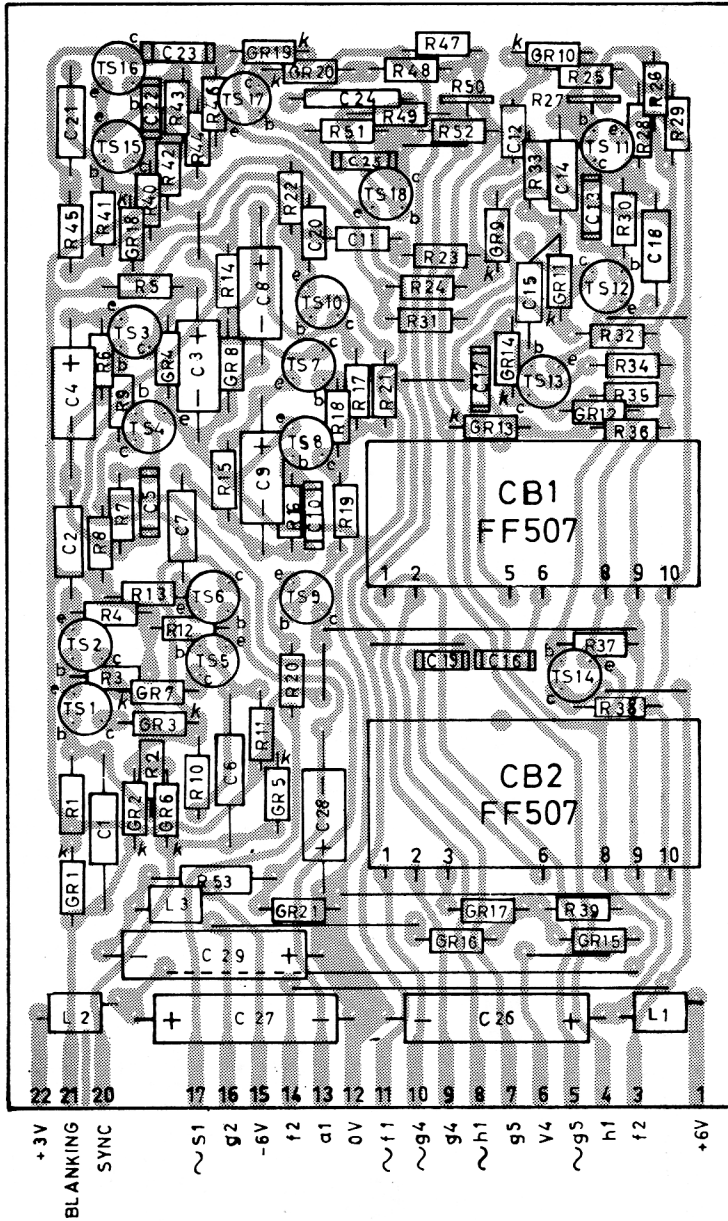 C23 GR19 k R47 k GR10
TS16 c k GR20 R48 R25 R26
e C22 R43 R46 TS17 c C24 R50 R27 R29
C21 b e R49 R28
TS15 e R44 e b R51 R52 C12 TS11 e b
b c R42 C25 R33 C14 c
R40 R22 TS18 c C13
R45 R41 k GR18 e b R30 C18
C20 C11 GR9
R14 R23 k GR11 e b
R5 C8 + e TS10 R24 C15 TS12 c
e TS3 + b c R31 k
C4 + R6 b c GR4 C3 GR8 - b c GR14 b e R32
TS7 C17 TS13 R34
R9 b - e R17 R21 k c R35
- TS4 e R18 k GR12
c + TS8 GR13 R36
R15 C9 b c
R7 C5 CB1
C2 R8 C7 - R16 C10 R19 FF507
R13 c e 1 2 5 6 8 9 10
R4 e TS6 b TS9 c
e R12 b
TS2 b TS5 C19 C16 b R37
b c R3 c R20 TS14 e
e k GR7 c
TS1 GR3 k R38
b c R11
R2 R10 C6 k CB2
R1 C1 GR2 GR6 GR5 C28 - FF507
k k k + 1 2 3 6 8 9 10
GR1 R53
L3 GR21 GR17 R39
- C29 + GR16 GR15
L2 + C27 - - C26 + L1
22 21 20 17 16 15 14 13 12 11 10 9 8 7 6 5 4 3 1
+3V
BLANKING
SYNC
~S1
g2
-6V
f2
a1
0V
~f1
~g4
g4
~h1
g5
V4
~g5
h1
f2
+6V